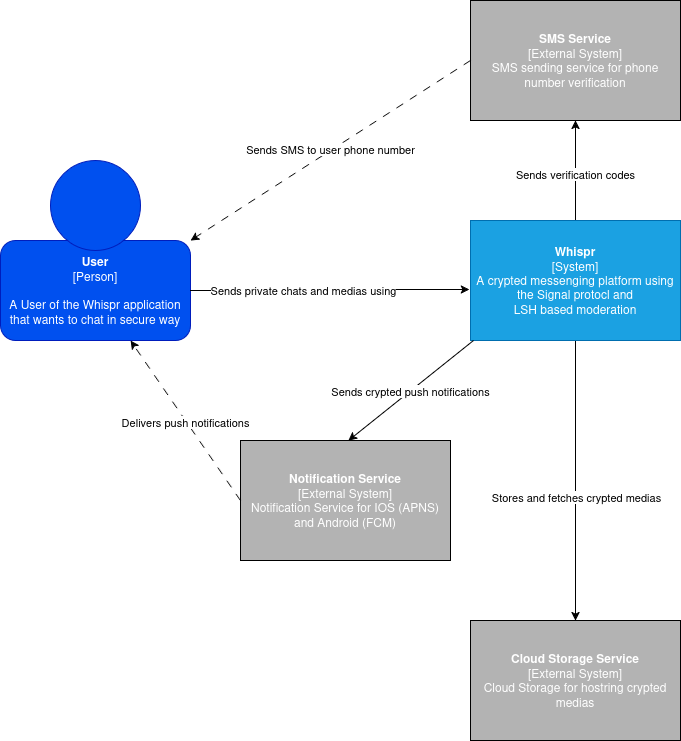 SMS Service
[External System]
SMS sending service for phone
number verification
Sends SMS to user phone number
Sends verification codes
User
[Person]
A User of the Whispr application
that wants to chat in secure way
Sends private chats and medias using
Whispr
[System]
A crypted messenging platform using
the Signal protocl and
LSH based moderation
Sends crypted push notifications
Delivers push notifications
Notification Service
[External System]
Notification Service for IOS (APNS)
and Android (FCM)
Stores and fetches crypted medias
Cloud Storage Service
[External System]
Cloud Storage for hostring crypted
medias